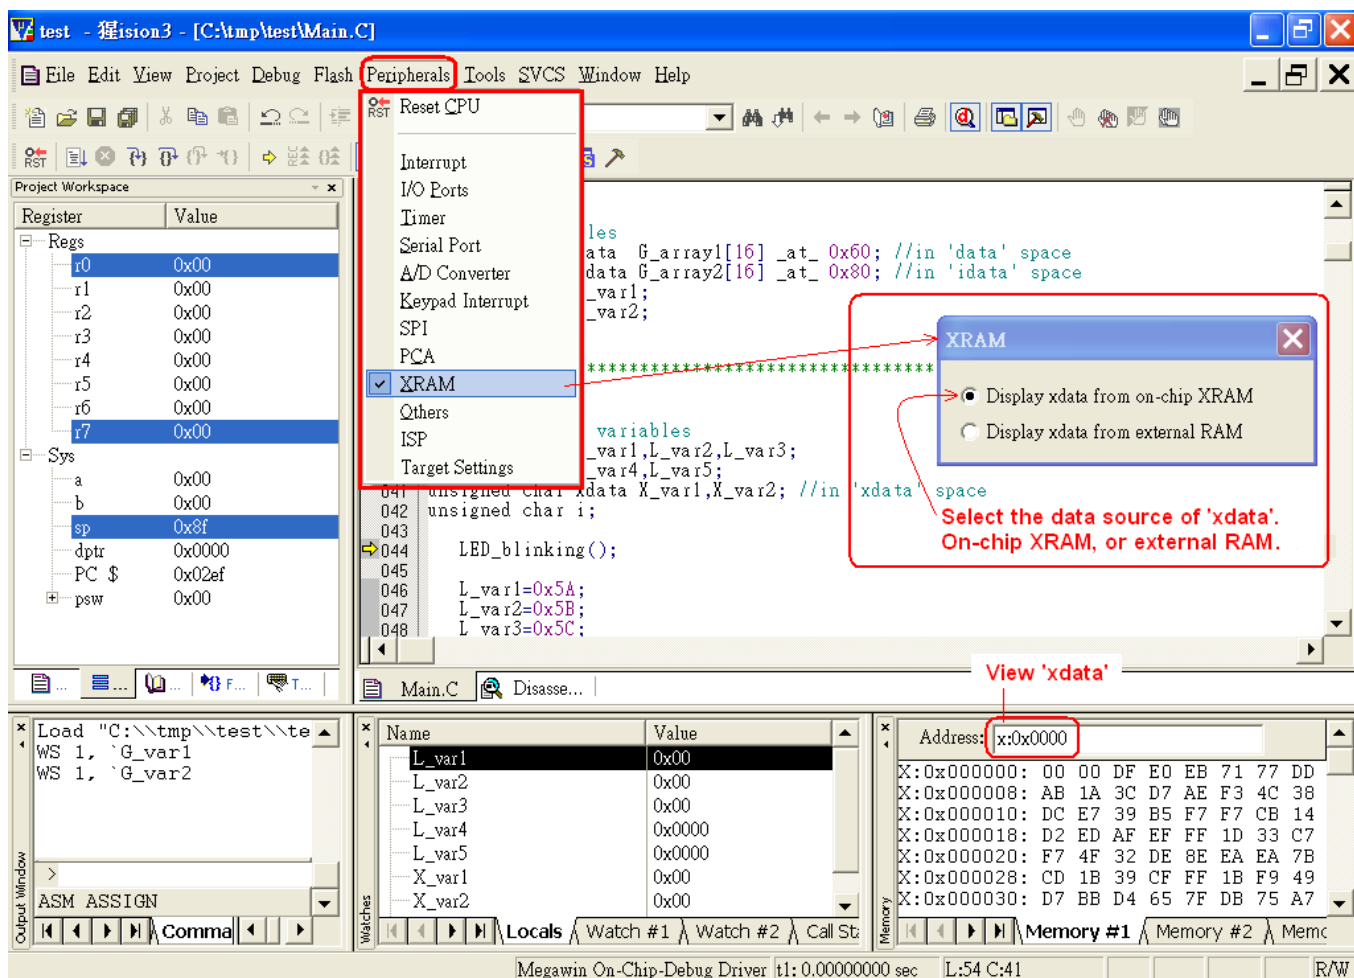 test - 猩ision3 - [C:\tmp\test\Main.C]
File Edit View Project Debug Flash Peripherals Tools SVCS Window Help
Reset CPU
Interrupt
I/O Ports
Timer
Serial Port
A/D Converter
Keypad Interrupt
SPI
PCA
XRAM
Others
ISP
Target Settings
Project Workspace
Register Value
Regs
r0 0x00
r1 0x00
r2 0x00
r3 0x00
r4 0x00
r5 0x00
r6 0x00
r7 0x00
Sys
a 0x00
b 0x00
sp 0x8f
dptr 0x0000
PC $ 0x02ef
psw 0x00
les
ata G_array1[16] _at_ 0x60; //in 'data' space
data G_array2[16] _at_ 0x80; //in 'idata' space
_var1;
_var2;
**********************************
variables
_var1,L_var2,L_var3;
_var4,L_var5;
041 unsigned char xdata X_var1,X_var2; //in 'xdata' space
042 unsigned char i;
043
044 LED_blinking();
045
046 L_var1=0x5A;
047 L_var2=0x5B;
048 L_var3=0x5C;
XRAM
Display xdata from on-chip XRAM
Display xdata from external RAM
Select the data source of 'xdata'.
On-chip XRAM, or external RAM.
... ... ... F... T...
Main.C Disasse...
View 'xdata'
Load "C:\\tmp\\test\\te
WS 1, `G_var1
WS 1, `G_var2
>
ASM ASSIGN
Comma
Output Window
Name Value
L_var1 0x00
L_var2 0x00
L_var3 0x00
L_var4 0x0000
L_var5 0x0000
X_var1 0x00
X_var2 0x00
Locals Watch #1 Watch #2 Call St
Watches
Address: x:0x0000
X:0x000000: 00 00 DF E0 EB 71 77 DD
X:0x000008: AB 1A 3C D7 AE F3 4C 38
X:0x000010: DC E7 39 B5 F7 F7 CB 14
X:0x000018: D2 ED AF EF FF 1D 33 C7
X:0x000020: F7 4F 32 DE 8E EA EA 7B
X:0x000028: CD 1B 39 CF FF 1B F9 49
X:0x000030: D7 BB D4 65 7F DB 75 A7
Memory #1 Memory #2 Memo
Memory
Megawin On-Chip-Debug Driver t1: 0.00000000 sec L:54 C:41 R/W